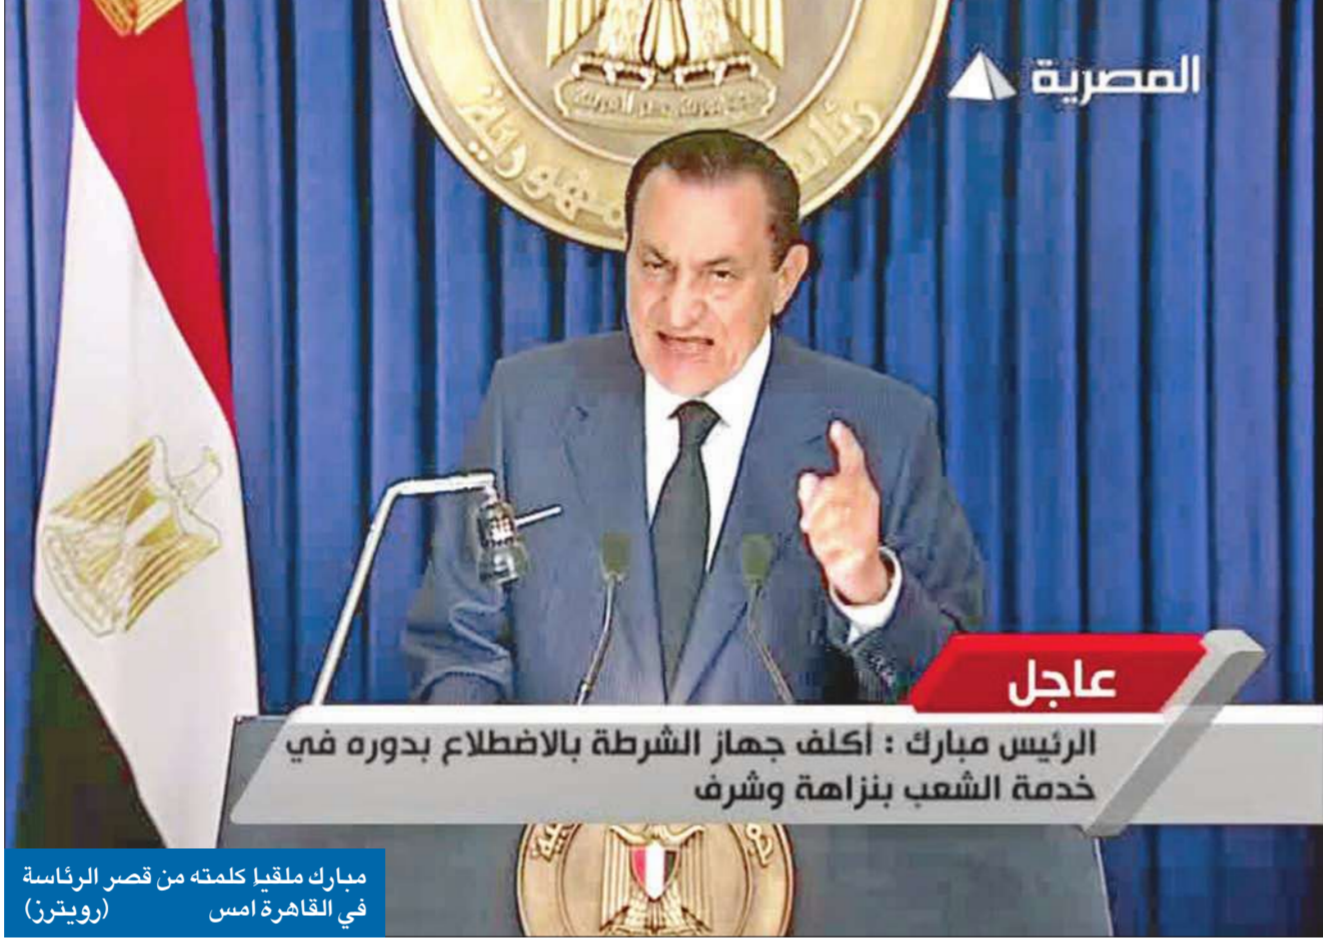 المصرية
عاجل
الرئيس مبارك : أكلف جهاز الشرطة بالاضطلاع بدوره في
خدمة الشعب بنزاهة وشرف
مبارك ملقيا كلمته من قصر الرئاسة
في القاهرة امس (رويترز)